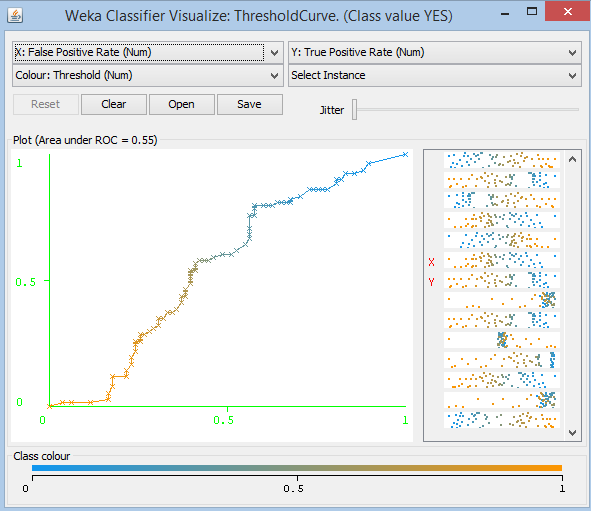 Weka Classifier Visualize: ThresholdCurve. (Class value YES)
X: False Positive Rate (Num)
Y: True Positive Rate (Num)
Colour: Threshold (Num)
Select Instance
Reset
Clear
Open
Save
Jitter
Plot (Area under ROC = 0.55)
1
0.5
0
0
0.5
1
X
Y
Class colour
0
0.5
1